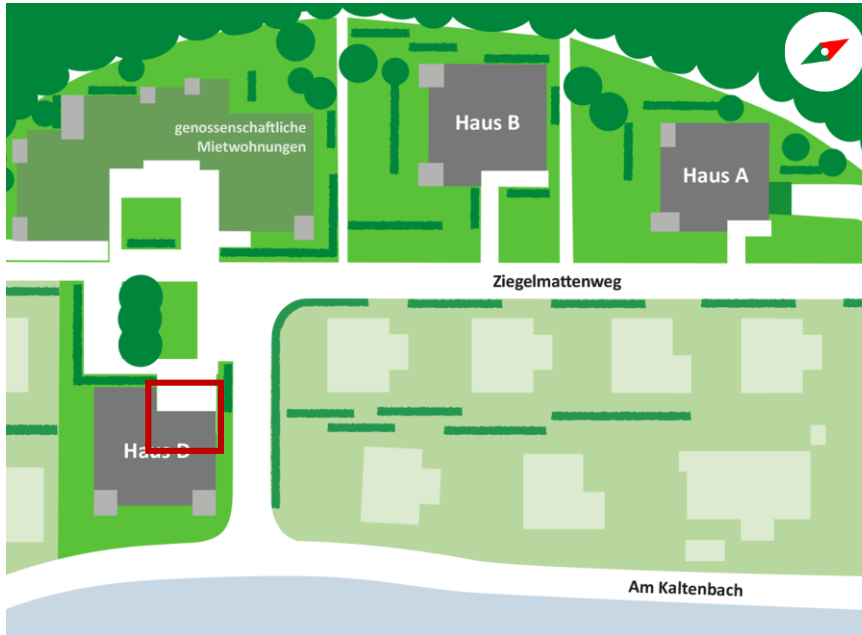 genossenschaftliche
Mietwohnungen
Haus B
Haus A
Ziegelmattenweg
Haus D
Am Kaltenbach